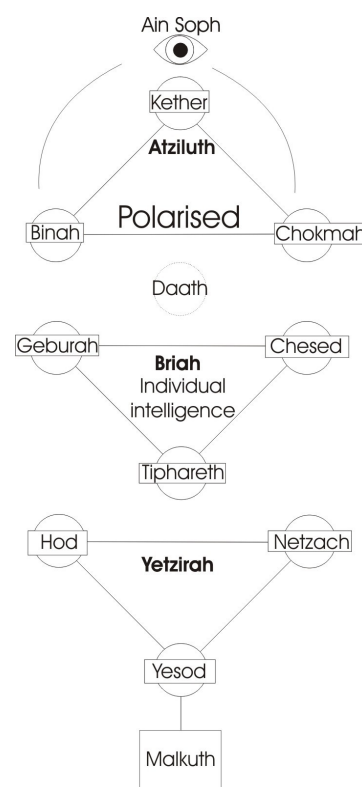 Ain Soph
Kether
Atziluth
Polarised
Binah
Chokmah
Daath
Geburah
Chesed
Briah
Individual
intelligence
Tiphareth
Hod
Netzach
Yetzirah
Yesod
Malkuth